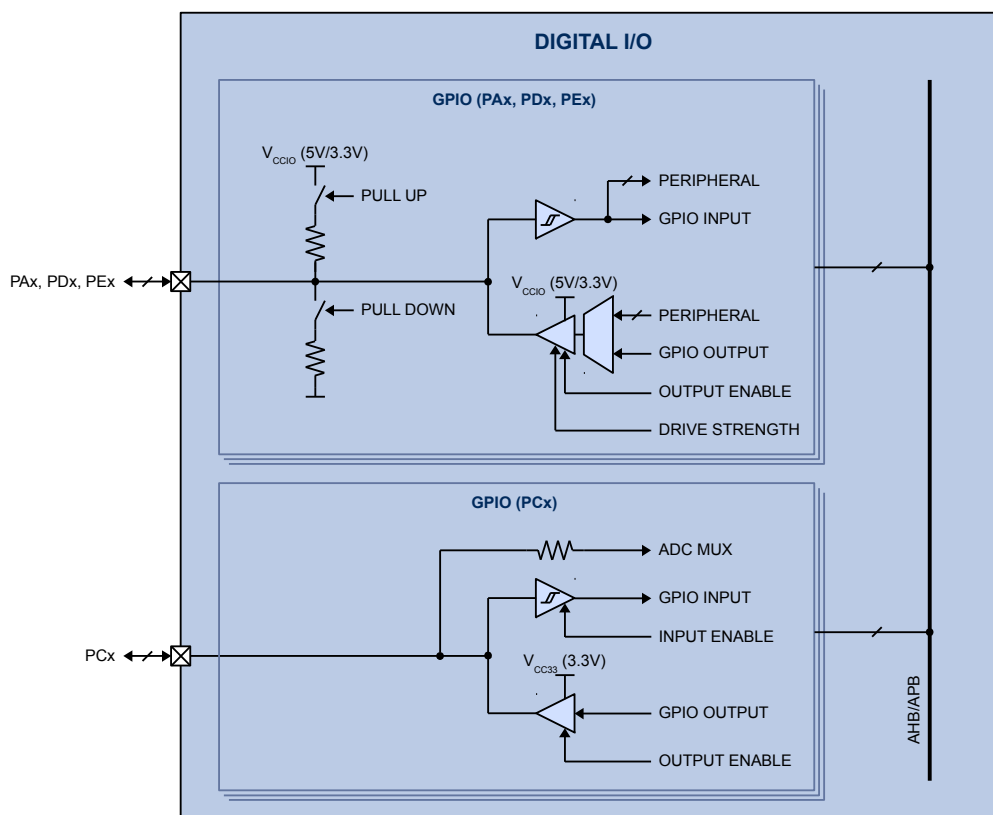 DIGITAL I/O
GPIO (PAx, PDx, PEx)
VCCIO (5V/3.3V)
PULL UP
PERIPHERAL
GPIO INPUT
PAx, PDx, PEx
VCCIO (5V/3.3V)
PULL DOWN
PERIPHERAL
GPIO OUTPUT
OUTPUT ENABLE
DRIVE STRENGTH
GPIO (PCx)
ADC MUX
GPIO INPUT
INPUT ENABLE
PCx
VCC33 (3.3V)
GPIO OUTPUT
OUTPUT ENABLE
AHB/APB